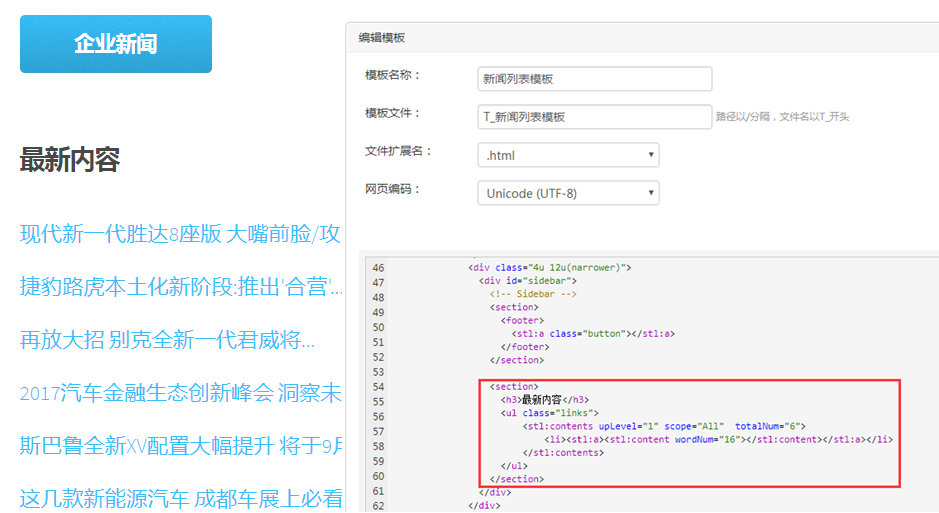 企业新闻
最新内容
现代新一代胜达8座版 大嘴前脸/攻
捷豹路虎本土化新阶段:推出'合营'...
再放大招 别克全新一代君威将...
2017汽车金融生态创新峰会 洞察未
斯巴鲁全新XV配置大幅提升 将于9月
这几款新能源汽车 成都车展上必看
编辑模板
模板名称： 新闻列表模板
模板文件： T_新闻列表模板 路径以/分隔，文件名以T_开头
文件扩展名： .html
网页编码： Unicode (UTF-8)
46 <div class="4u 12u(narrower)">
47 <div id="sidebar">
48 <!-- Sidebar -->
49 <section>
50 <footer>
51 <stl:a class="button"></stl:a>
51 </footer>
52 </section>
53
54 <section>
55 <h3>最新内容</h3>
56 <ul class="links">
57 <stl:contents upLevel="1" scope="All" totalNum="6">
58 <li><stl:a><stl:content wordNum="16"></stl:content></stl:a></li>
58 </stl:contents>
59 </ul>
60 </section>
61 </div>
62 </div>